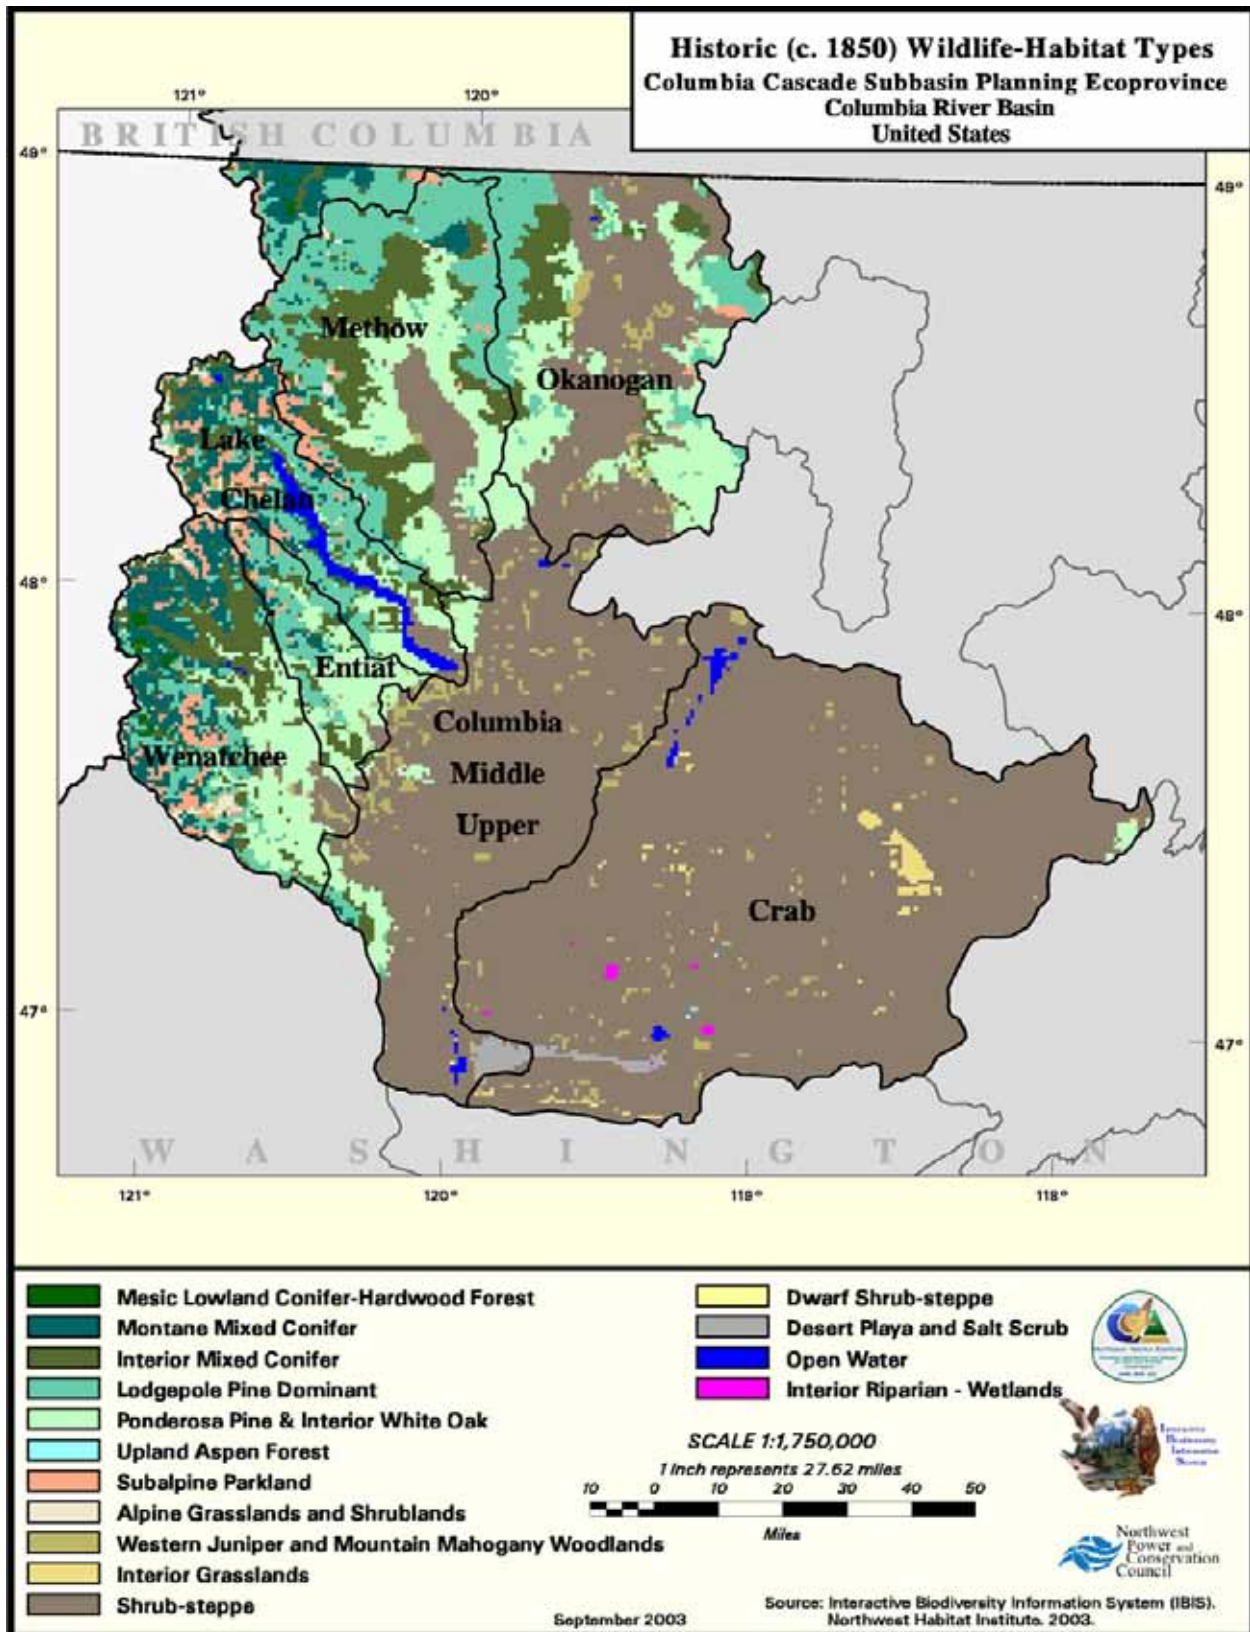 Historic (c. 1850) Wildlife-Habitat Types
Columbia Cascade Subbasin Planning Ecoprovince
Columbia River Basin
United States
121° 120°
BRITISH COLUMBIA
49° 49°
Methow
Okanogan
Lake
Chelan
48° 48°
Entiat
Columbia
Middle
Upper
Wenatchee
Crab
47° 47°
WASHINGTON
121° 120° 119° 118°
Mesic Lowland Conifer-Hardwood Forest
Montane Mixed Conifer
Interior Mixed Conifer
Lodgepole Pine Dominant
Ponderosa Pine & Interior White Oak
Upland Aspen Forest
Subalpine Parkland
Alpine Grasslands and Shrublands
Western Juniper and Mountain Mahogany Woodlands
Interior Grasslands
Shrub-steppe
Dwarf Shrub-steppe
Desert Playa and Salt Scrub
Open Water
Interior Riparian - Wetlands
SCALE 1:1,750,000
1 inch represents 27.62 miles
10 0 10 20 30 40 50
Miles
Interactive
Biodiversity
Information
System
Northwest
Power and
Conservation
Council
September 2003
Source: Interactive Biodiversity Information System (IBIS).
Northwest Habitat Institute. 2003.